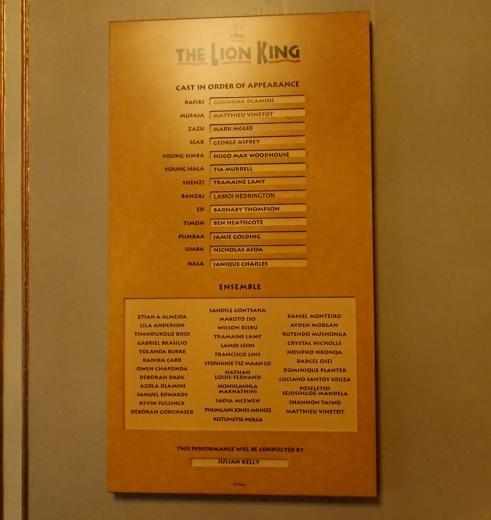 Disney
THE LION KING
CAST IN ORDER OF APPEARANCE
RAFIKI GUGWANA DLAMINI
MUFASA MATTHIEU VINETOT
ZAZU MARK MCGEE
SCAR GEORGE ASPREY
YOUNG SIMBA HUGO MAX WOODHOUSE
YOUNG NALA TIA MURRELL
SHENZI TRAMAINE LAMY
BANZAI LAMOI HEDRINGTON
ED BARNABY THOMPSON
TIMON BEN HEATHCOTE
PUMBAA JAMIE GOLDING
SIMBA NICHOLAS AFOA
NALA JANIQUE CHARLES
ENSEMBLE
ETIAN A ALMEIDA
LILA ANDERSON
THANDUXOLO BOOI
GABRIEL BRASILIO
YOLANDA BURKE
RANIKA CARR
OWEN CHAPONDA
DEBORAH DADA
AZOLA DLAMINI
SAMUEL EDWARDS
KEVIN FULLINCK
DEBÓRAH GODCHASER
SANDILE GONTSANA
MAROTO ISO
WILSON KIIRU
TRAMAINE LAMY
LAMOI LEON
FRANCISCO LINS
STEPHANIE TSZ MAAN LO
NATHAN
LOUIS-FERNAND
MAKHATHINI
SADIA MCEWEN
PHUMLANI JONES MKHIZE
KEITUMETSE MOLEA
DANIEL MONTEIRO
AYDEN MORGAN
RUTENDO MUSHONGA
CRYSTAL NICHOLLS
NOSIPHO NKONQA
DARCEL OSEI
DOMINIQUE PLANTER
LUCIANO SANTOS SOUZA
POSELETSO
SEJOSINGOE-MANDELA
SHANNON TAIWO
MATTHIEU VINETOT
THIS PERFORMANCE WILL BE CONDUCTED BY
JULIAN KELLY